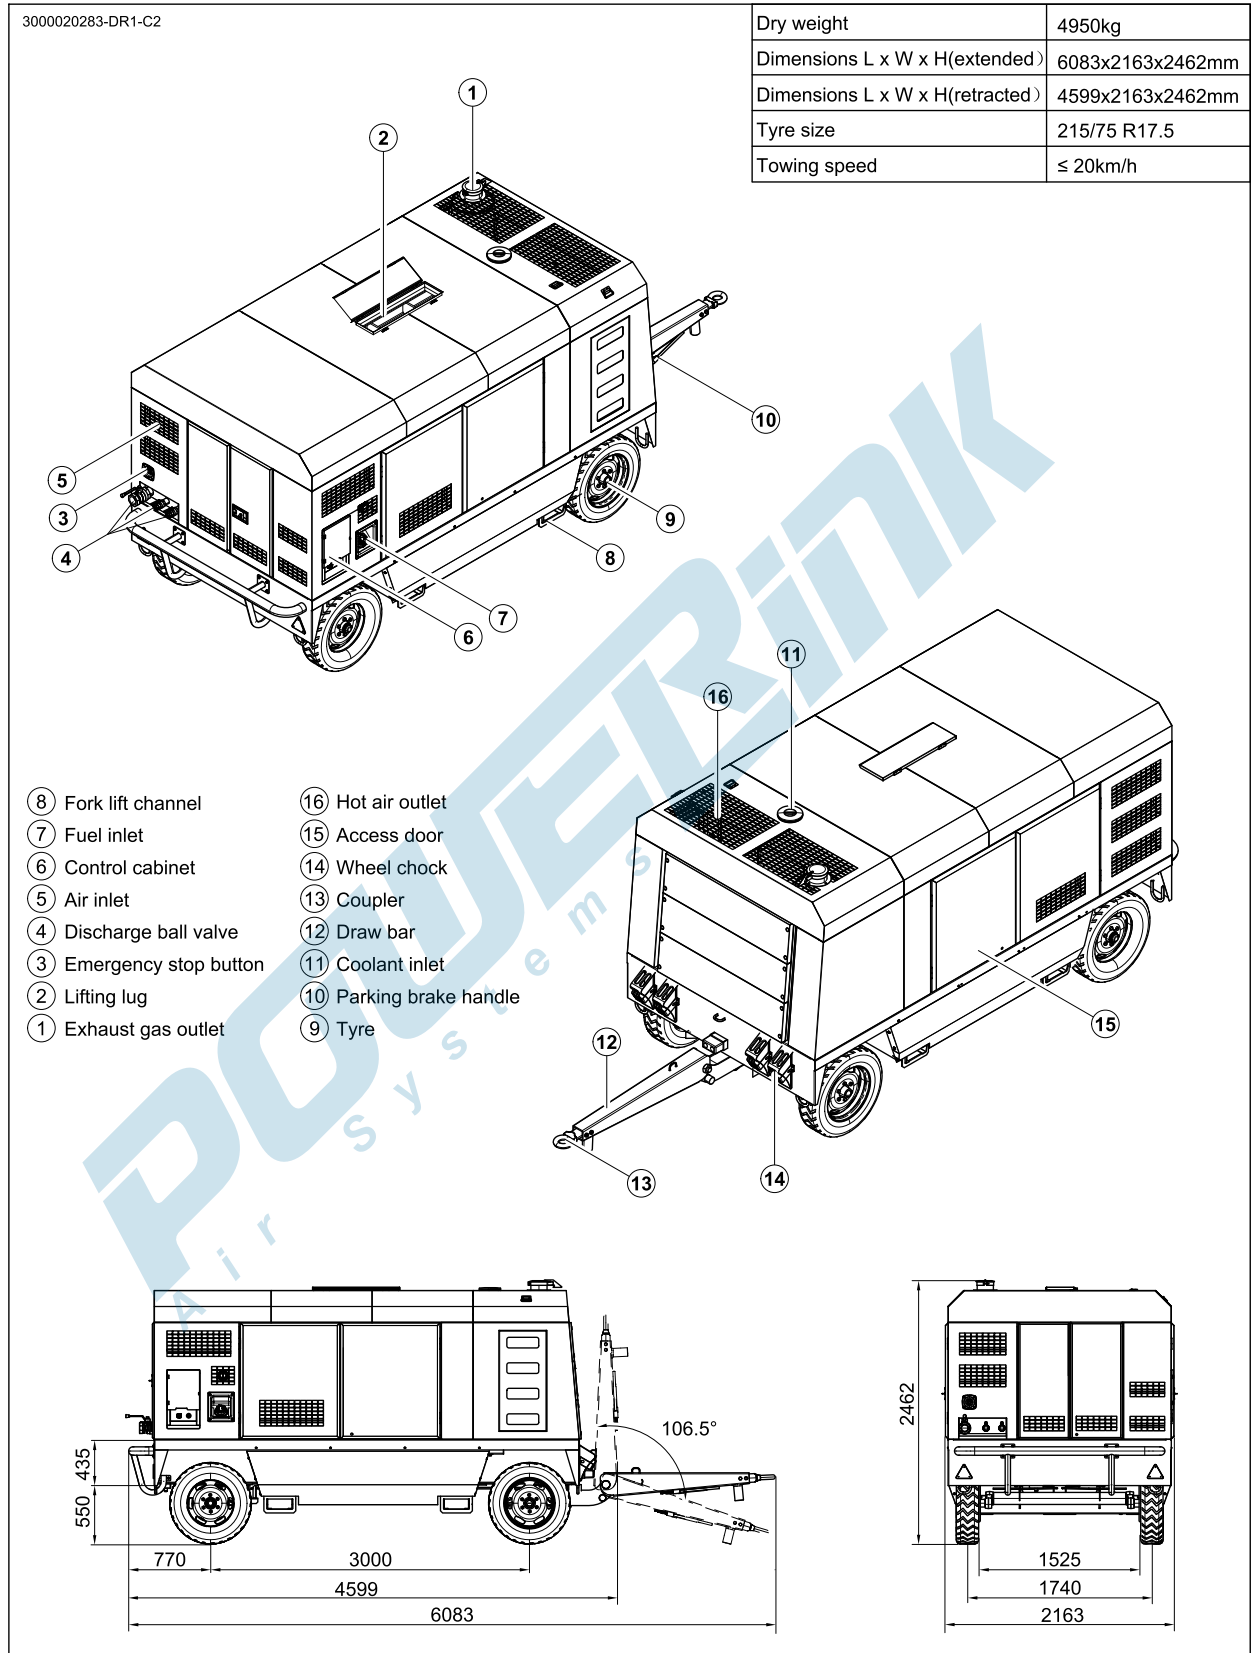 3000020283-DR1-C2
Dry weight 4950kg
Dimensions L x W x H(extended） 6083x2163x2462mm
Dimensions L x W x H(retracted） 4599x2163x2462mm
Tyre size 215/75 R17.5
Towing speed ≤ 20km/h
1
2
10
5
3
9
4
8
7
6
11
16
8 Fork lift channel
7 Fuel inlet
6 Control cabinet
5 Air inlet
4 Discharge ball valve
3 Emergency stop button
2 Lifting lug
1 Exhaust gas outlet
16 Hot air outlet
15 Access door
14 Wheel chock
13 Coupler
12 Draw bar
11 Coolant inlet
10 Parking brake handle
9 Tyre
15
12
14
13
POWERink
Air Systems
106.5°
435
550
770
3000
4599
6083
2462
1525
1740
2163